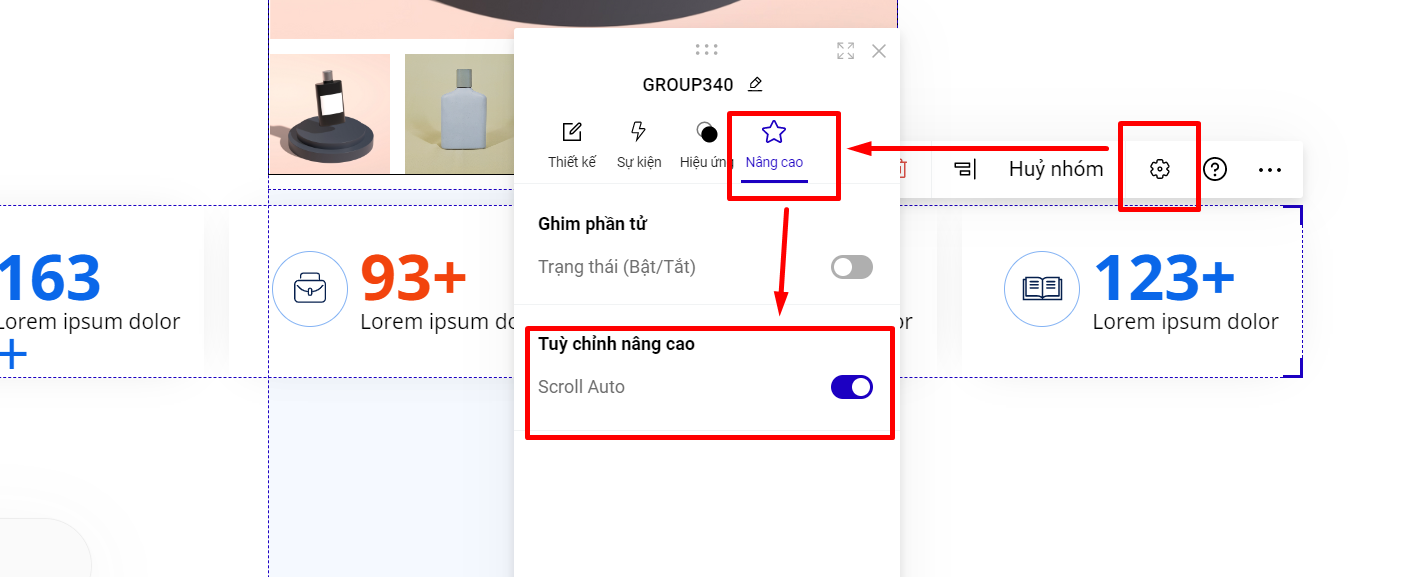 GROUP340
Thiết kế
Sự kiện
Hiệu ứng
Nâng cao
Huỷ nhóm
Ghim phần tử
Trạng thái (Bật/Tắt)
Tuỳ chỉnh nâng cao
Scroll Auto
163
Lorem ipsum dolor
+
93+
Lorem ipsum do
or
123+
Lorem ipsum dolor